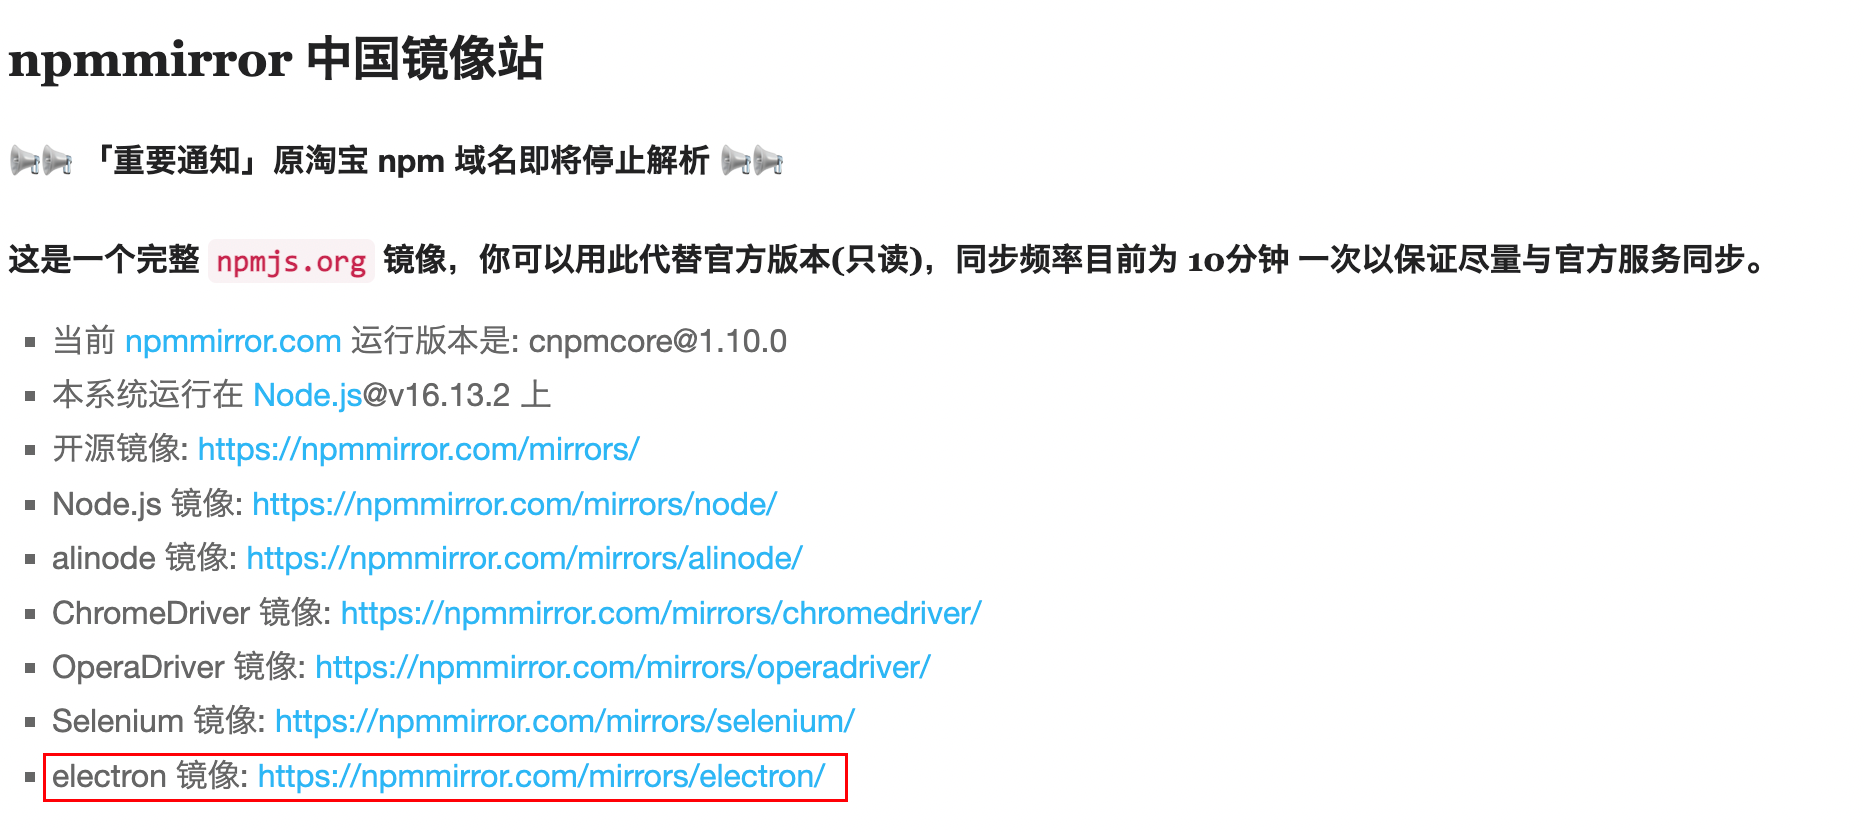 npmmirror 中国镜像站
📢📢 「重要通知」原淘宝 npm 域名即将停止解析 📢📢
这是一个完整 npmjs.org 镜像，你可以用此代替官方版本(只读)，同步频率目前为 10分钟 一次以保证尽量与官方服务同步。
当前 npmmirror.com 运行版本是: cnpmcore@1.10.0
本系统运行在 Node.js@v16.13.2 上
开源镜像: https://npmmirror.com/mirrors/
Node.js 镜像: https://npmmirror.com/mirrors/node/
alinode 镜像: https://npmmirror.com/mirrors/alinode/
ChromeDriver 镜像: https://npmmirror.com/mirrors/chromedriver/
OperaDriver 镜像: https://npmmirror.com/mirrors/operadriver/
Selenium 镜像: https://npmmirror.com/mirrors/selenium/
electron 镜像: https://npmmirror.com/mirrors/electron/